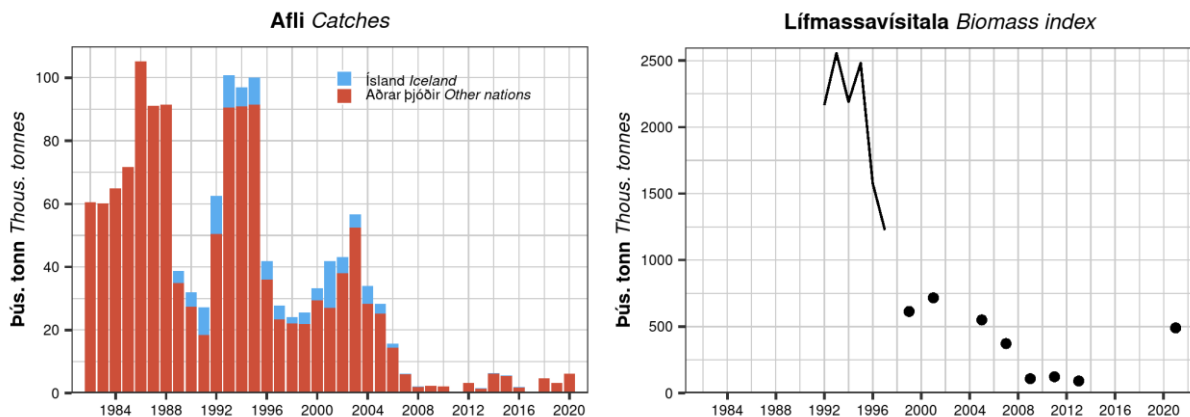 Afli Catches
Þús. tonn Thous. tonnes
100
80
60
40
20
0
Ísland Iceland
Aðrar þjóðir Other nations
1984 1988 1992 1996 2000 2004 2008 2012 2016 2020
Lífmassavísitala Biomass index
Þús. tonn Thous. tonnes
2500
2000
1500
1000
500
0
1984 1988 1992 1996 2000 2004 2008 2012 2016 2020